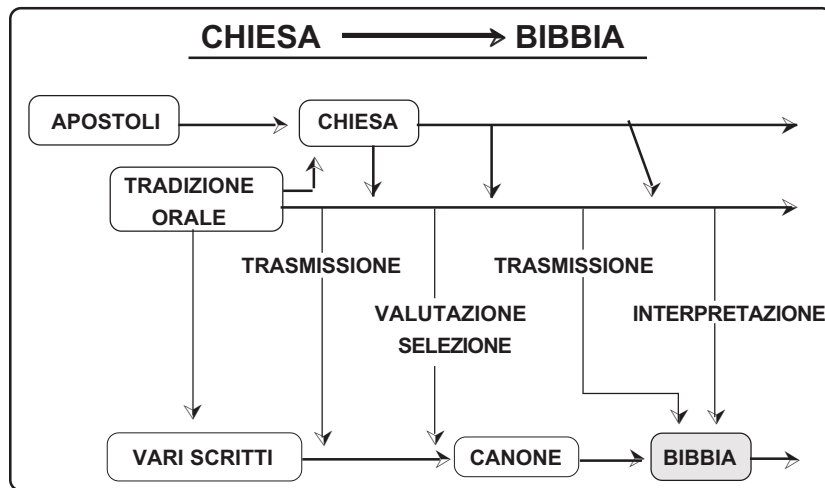 CHIESA BIBBIA
APOSTOLI CHIESA
TRADIZIONE
ORALE
TRASMISSIONE TRASMISSIONE
VALUTAZIONE INTERPRETAZIONE
SELEZIONE
VARI SCRITTI CANONE BIBBIA